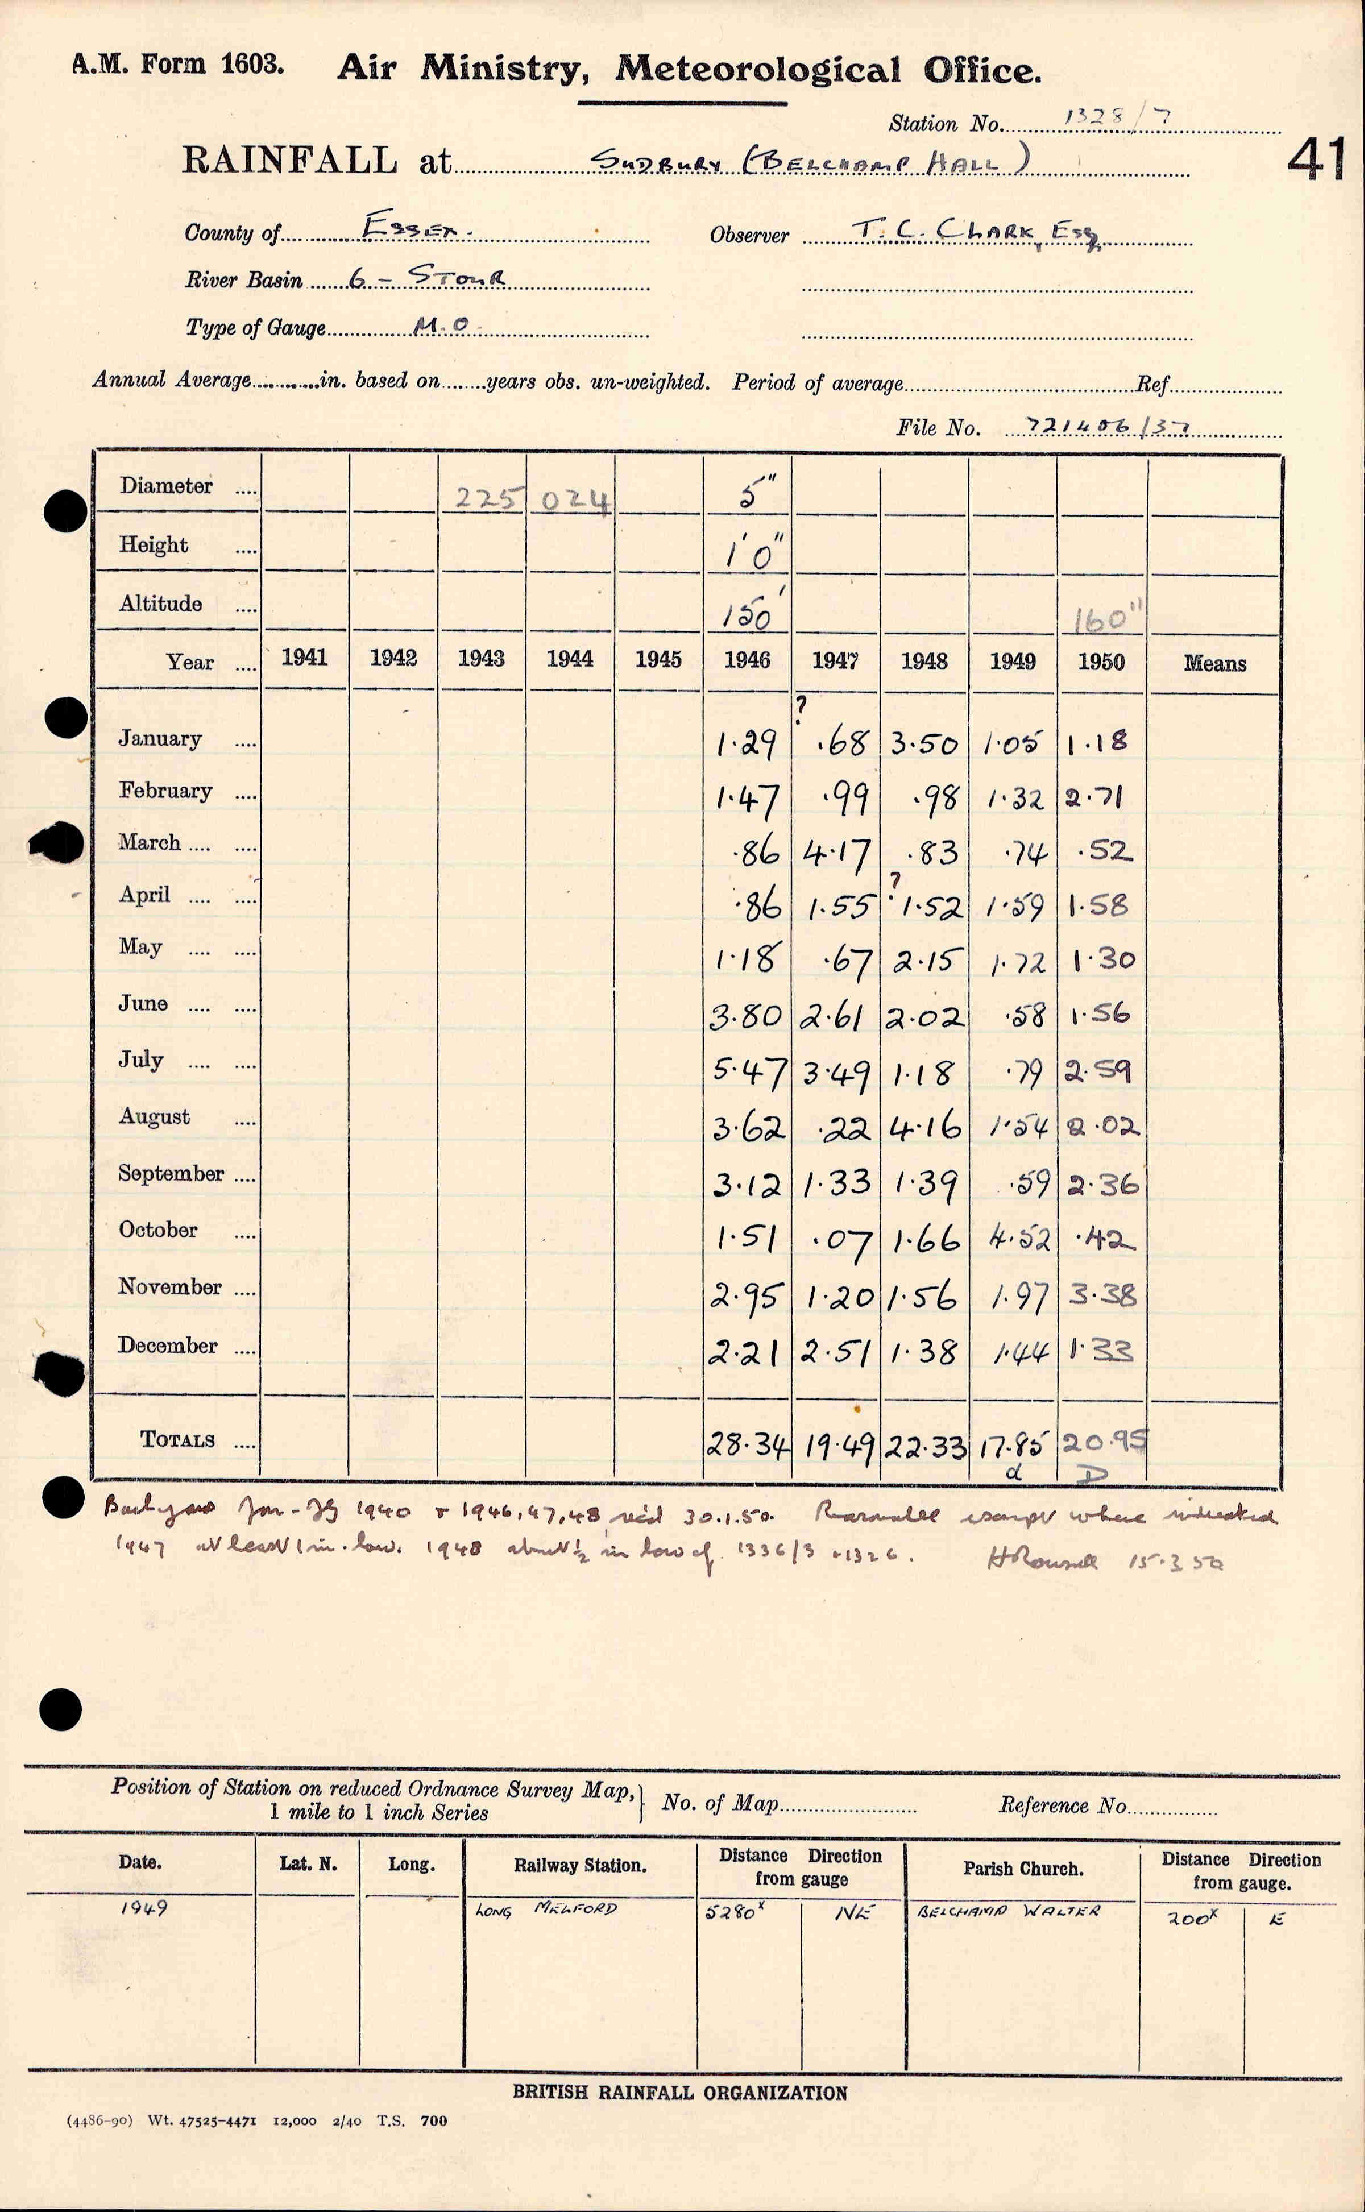 A.M. Form 1603. Air Ministry, Meteorological Office.
Station No. 1328/7
41
RAINFALL at SUDBURY (BELCHAMP HALL)
County of ESSEX. Observer T. C. CLARK, Esq.
River Basin 6 - STOUR
Type of Gauge M.O.
Annual Average in. based on years obs. un-weighted. Period of average Ref.
File No. 721406/37
Diameter .... 225 024 5"
Height .... 1'0"
Altitude .... 150' 160"
Year .... 1941 1942 1943 1944 1945 1946 1947 1948 1949 1950 Means
?
January .... 1.29 .68 3.50 1.05 1.18
February .... 1.47 .99 .98 1.32 2.71
March .... .... .86 4.17 .83 .74 .52
?
April .... .... .86 1.55 1.52 1.59 1.58
May .... .... 1.18 .67 2.15 1.72 1.30
June .... .... 3.80 2.61 2.02 .58 1.56
July .... .... 5.47 3.49 1.18 .79 2.59
August .... 3.62 .22 4.16 1.54 2.02
September .... 3.12 1.33 1.39 .59 2.36
October .... 1.51 .07 1.66 4.52 .42
November .... 2.95 1.20 1.56 1.97 3.38
December .... 2.21 2.51 1.38 1.44 1.33
TOTALS .... 28.34 19.49 22.33 17.85 20.95
d D
Jan - 1940 + 1946, 47, 48 rec'd 30.1.50. Reasonable except where indicated
1947 at least 1 in. low. 1948 about ½ in low cf. 1336/3 + 1326. 15.3.50
Position of Station on reduced Ordnance Survey Map, } No. of Map Reference No.
1 mile to 1 inch Series
Date. Lat. N. Long. Railway Station. Distance Direction from gauge Parish Church. Distance Direction from gauge.
1949 LONG MELFORD 5280x NE BELCHAMP WALTER 200x E
BRITISH RAINFALL ORGANIZATION
(4486-90) Wt. 47525-4471 12,000 2/40 T.S. 700